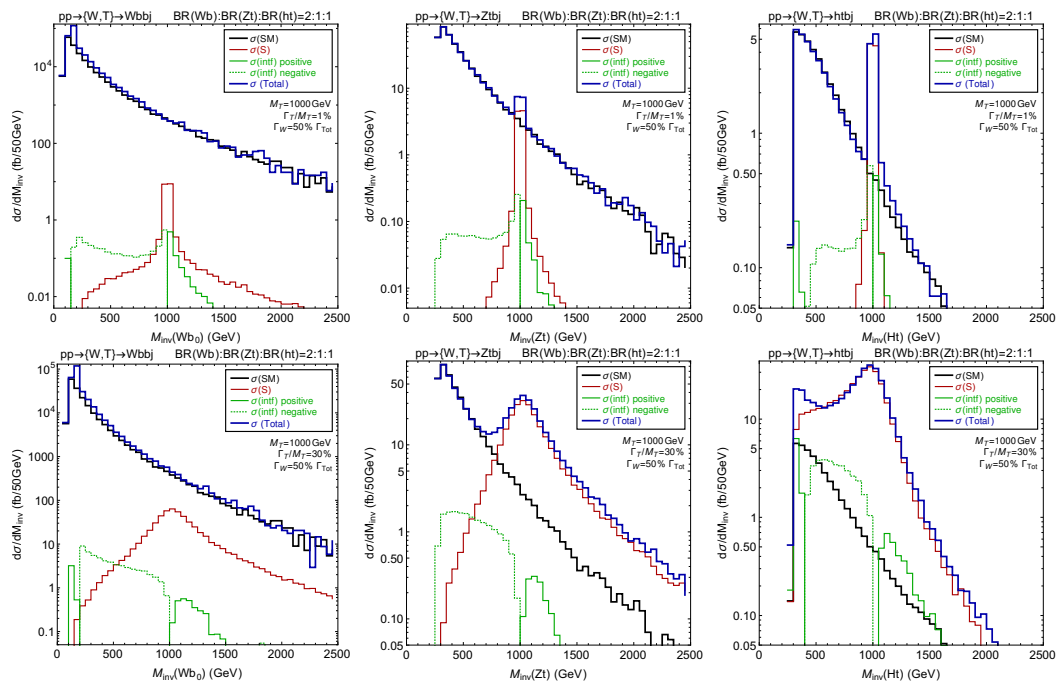 pp→{W,T}→Wbbj BR(Wb):BR(Zt):BR(ht)=2:1:1
σ(SM)
σ(S)
σ(intf) positive
σ(intf) negative
σ (Total)
M_T=1000GeV
Γ_T/M_T=1%
Γ_W=50% Γ_Tot
dσ/dM_inv (fb/50GeV)
10^4
100
1
0.01
0 500 1000 1500 2000 2500
M_inv(Wb_0) (GeV)
pp→{W,T}→Ztbj BR(Wb):BR(Zt):BR(ht)=2:1:1
σ(SM)
σ(S)
σ(intf) positive
σ(intf) negative
σ (Total)
M_T=1000GeV
Γ_T/M_T=1%
Γ_W=50% Γ_Tot
dσ/dM_inv (fb/50GeV)
50
10
5
1
0.10
0.01
0 500 1000 1500 2000 2500
M_inv(Zt) (GeV)
pp→{W,T}→htbj BR(Wb):BR(Zt):BR(ht)=2:1:1
σ(SM)
σ(S)
σ(intf) positive
σ(intf) negative
σ (Total)
M_T=1000GeV
Γ_T/M_T=1%
Γ_W=50% Γ_Tot
dσ/dM_inv (fb/50GeV)
5
1
0.50
0.10
0.05
0 500 1000 1500 2000 2500
M_inv(Ht) (GeV)
pp→{W,T}→Wbbj BR(Wb):BR(Zt):BR(ht)=2:1:1
σ(SM)
σ(S)
σ(intf) positive
σ(intf) negative
σ (Total)
M_T=1000GeV
Γ_T/M_T=30%
Γ_W=50% Γ_Tot
dσ/dM_inv (fb/50GeV)
10^5
10^4
1000
100
10
1
0.1
0 500 1000 1500 2000 2500
M_inv(Wb_0) (GeV)
pp→{W,T}→Ztbj BR(Wb):BR(Zt):BR(ht)=2:1:1
σ(SM)
σ(S)
σ(intf) positive
σ(intf) negative
σ (Total)
M_T=1000GeV
Γ_T/M_T=30%
Γ_W=50% Γ_Tot
dσ/dM_inv (fb/50GeV)
50
10
5
1
0.50
0.10
0.05
0 500 1000 1500 2000 2500
M_inv(Zt) (GeV)
pp→{W,T}→htbj BR(Wb):BR(Zt):BR(ht)=2:1:1
σ(SM)
σ(S)
σ(intf) positive
σ(intf) negative
σ (Total)
M_T=1000GeV
Γ_T/M_T=30%
Γ_W=50% Γ_Tot
dσ/dM_inv (fb/50GeV)
10
5
1
0.50
0.10
0.05
0 500 1000 1500 2000 2500
M_inv(Ht) (GeV)